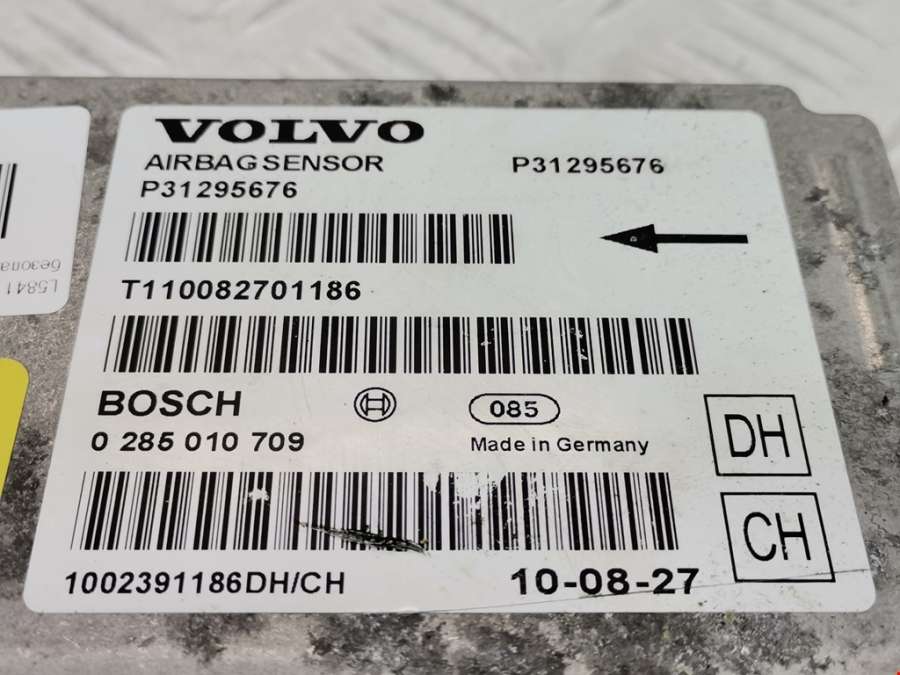 VOLVO
AIRBAGSENSOR
P31295676
P31295676
T110082701186
BOSCH
085
0 285 010 709
Made in Germany
DH
CH
1002391186DH/CH
10-08-27
L5841